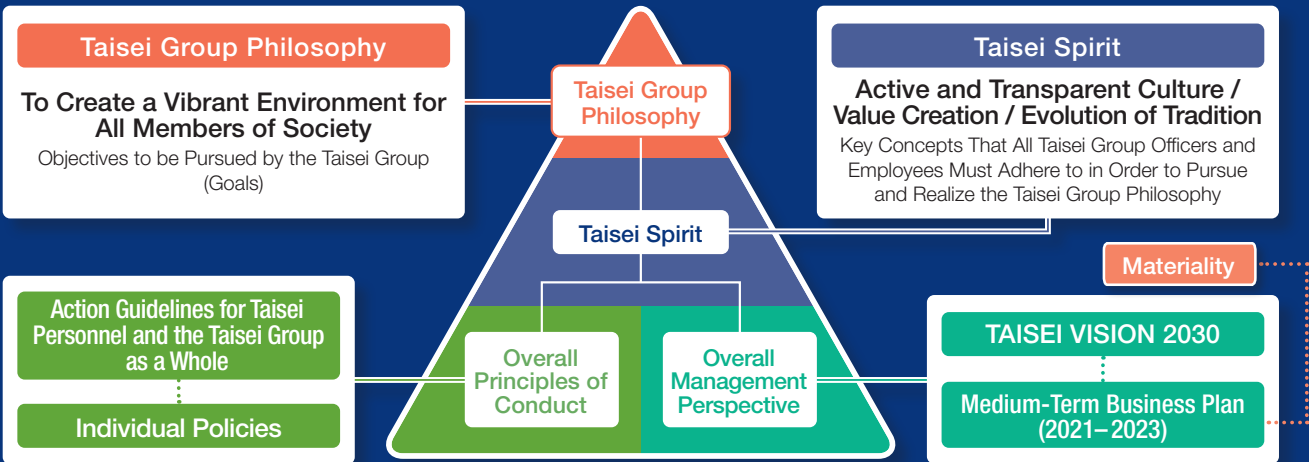 Taisei Group Philosophy
To Create a Vibrant Environment for
All Members of Society
Objectives to be Pursued by the Taisei Group
(Goals)
Taisei Group
Philosophy
Taisei Spirit
Active and Transparent Culture /
Value Creation / Evolution of Tradition
Key Concepts That All Taisei Group Officers and
Employees Must Adhere to in Order to Pursue
and Realize the Taisei Group Philosophy
Taisei Spirit
Materiality
Action Guidelines for Taisei
Personnel and the Taisei Group
as a Whole
Individual Policies
Overall
Principles of
Conduct
Overall
Management
Perspective
TAISEI VISION 2030
Medium-Term Business Plan
(2021–2023)